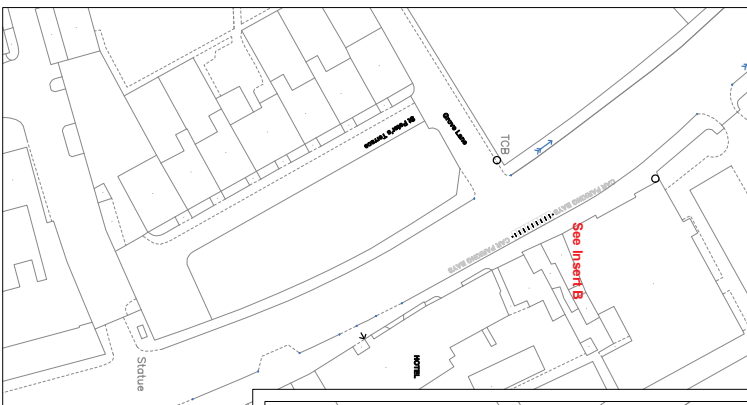 St Peter's Terrace
Grove Lane
TCB
CAR PARKING BAYS
See Insert B
CAR PARKING BAYS
HOTEL
Statue